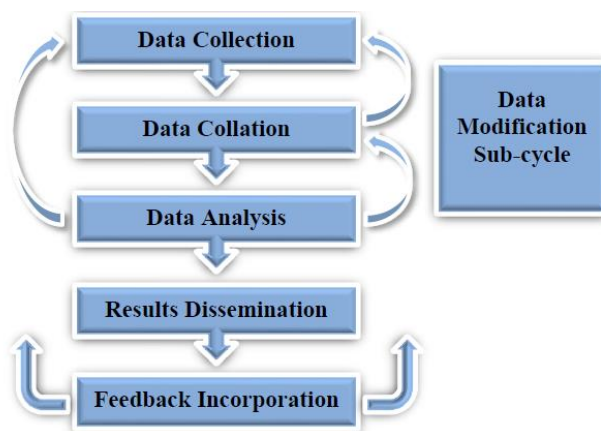 Data Collection
Data Collation
Data Analysis
Results Dissemination
Feedback Incorporation
Data
Modification
Sub-cycle